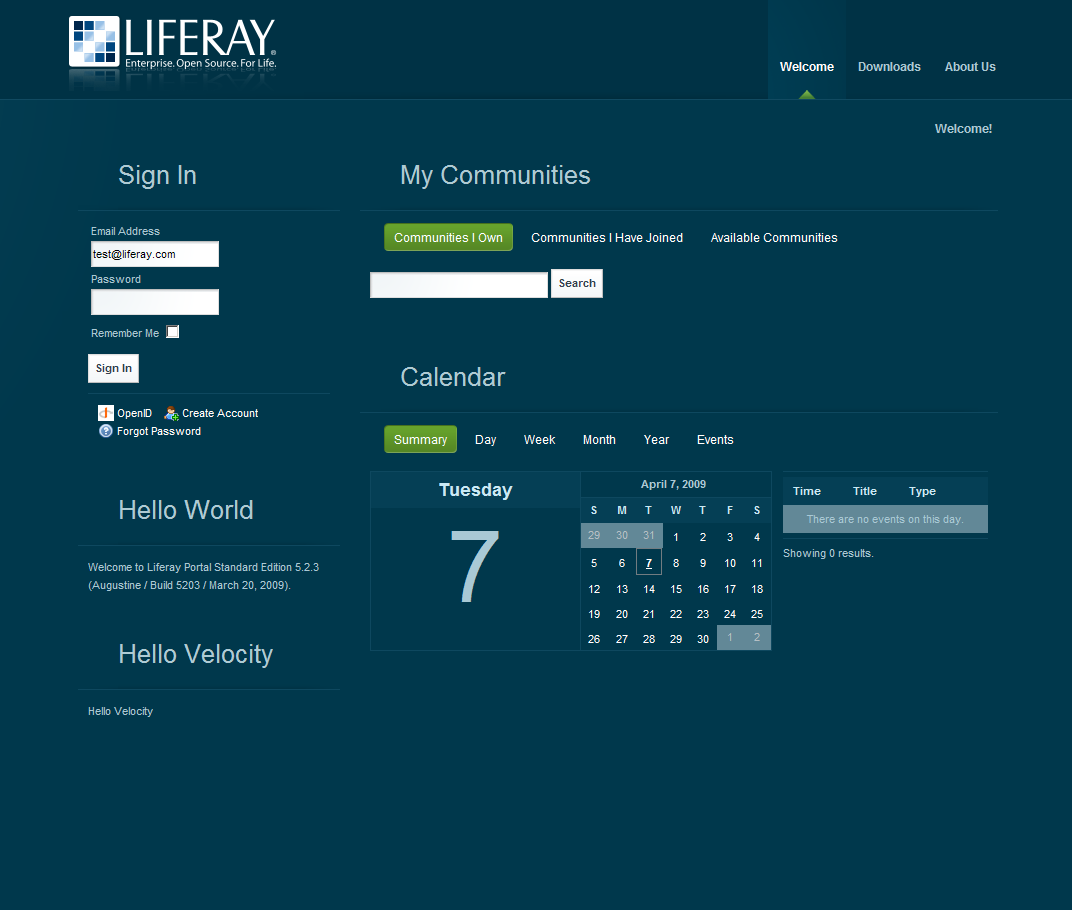 LIFERAY®
Enterprise. Open Source. For Life.
Welcome Downloads About Us
Welcome!
Sign In
Email Address
test@liferay.com
Password
Remember Me
Sign In
OpenID Create Account
Forgot Password
Hello World
Welcome to Liferay Portal Standard Edition 5.2.3
(Augustine / Build 5203 / March 20, 2009).
Hello Velocity
Hello Velocity
My Communities
Communities I Own Communities I Have Joined Available Communities
Search
Calendar
Summary Day Week Month Year Events
Tuesday
7
April 7, 2009
S M T W T F S
29 30 31 1 2 3 4
5 6 7 8 9 10 11
12 13 14 15 16 17 18
19 20 21 22 23 24 25
26 27 28 29 30 1 2
Time Title Type
There are no events on this day.
Showing 0 results.